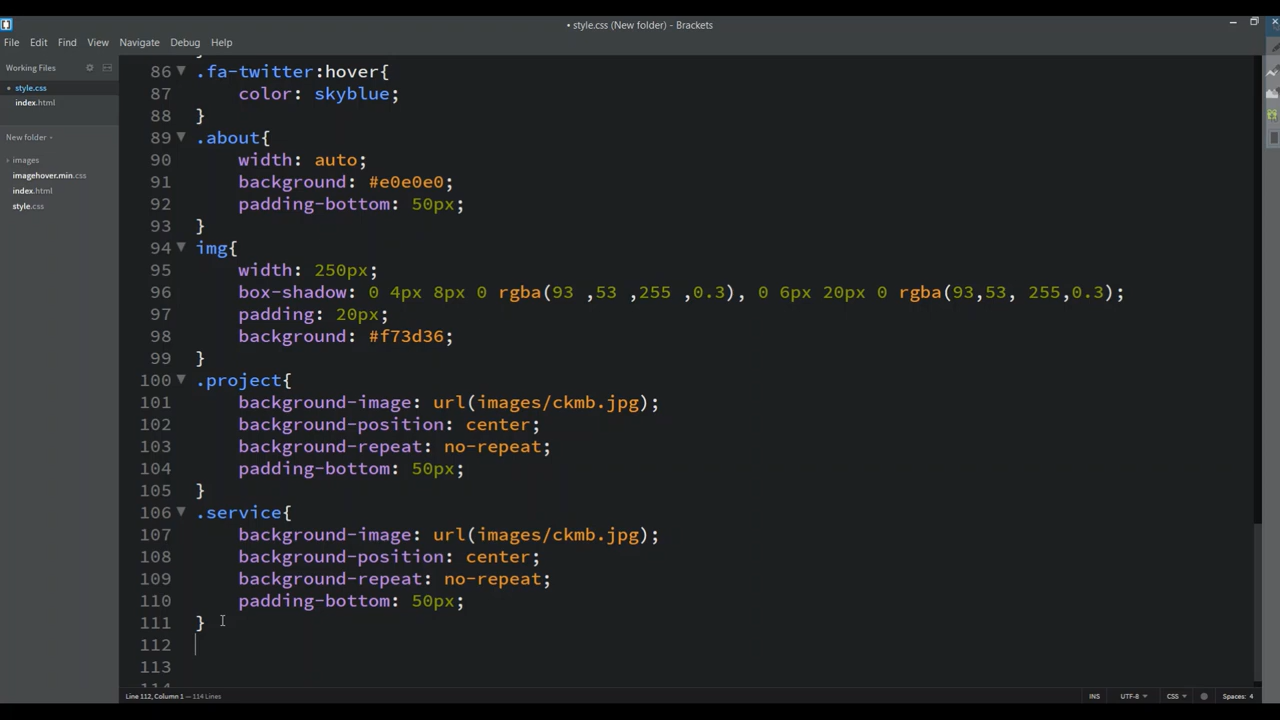 • style.css (New folder) - Brackets
File Edit Find View Navigate Debug Help
Working Files
• style.css
index.html
New folder
images
imagehover.min.css
index.html
style.css
86 .fa-twitter:hover{
87 color: skyblue;
88 }
89 .about{
90 width: auto;
91 background: #e0e0e0;
92 padding-bottom: 50px;
93 }
94 img{
95 width: 250px;
96 box-shadow: 0 4px 8px 0 rgba(93 ,53 ,255 ,0.3), 0 6px 20px 0 rgba(93,53, 255,0.3);
97 padding: 20px;
98 background: #f73d36;
99 }
100 .project{
101 background-image: url(images/ckmb.jpg);
102 background-position: center;
103 background-repeat: no-repeat;
104 padding-bottom: 50px;
105 }
106 .service{
107 background-image: url(images/ckmb.jpg);
108 background-position: center;
109 background-repeat: no-repeat;
110 padding-bottom: 50px;
111 }
112
113
Line 112, Column 1 — 114 Lines
INS UTF-8 CSS Spaces: 4